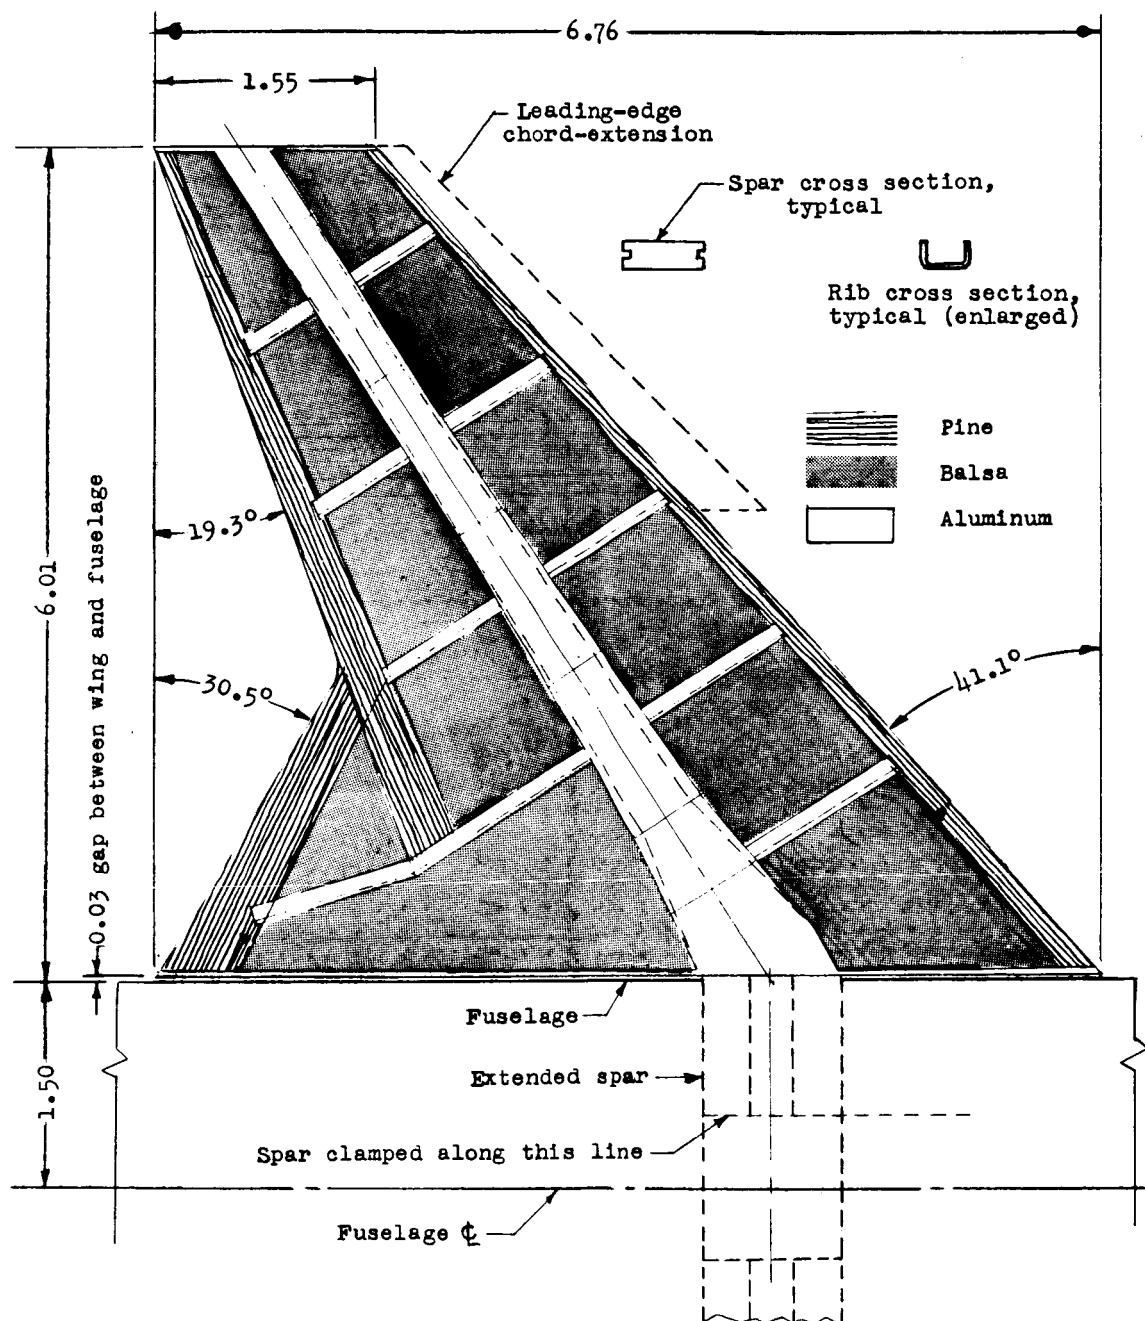 6.76
1.55
Leading-edge
chord-extension
Spar cross section,
typical
Rib cross section,
typical (enlarged)
Pine
Balsa
Aluminum
19.3°
6.01
0.03 gap between wing and fuselage
30.5°
41.1°
Fuselage
Extended spar
1.50
Spar clamped along this line
Fuselage ℄